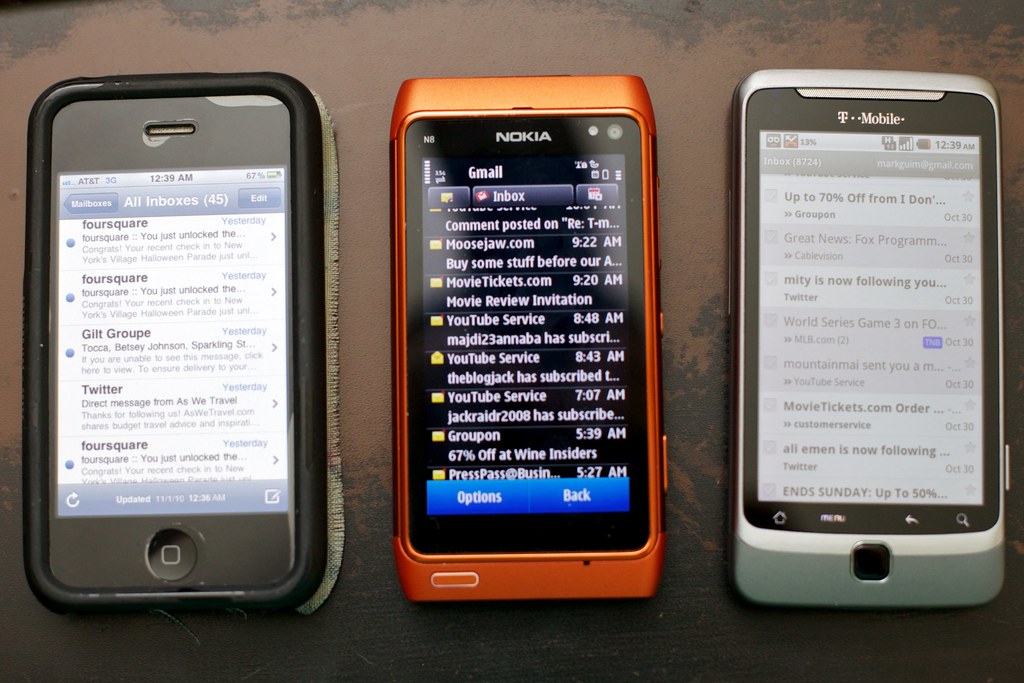 AT&T 3G 12:39 AM 67%
Mailboxes All Inboxes (45) Edit
foursquare Yesterday
foursquare :: You just unlocked the...
Congrats! Your recent check in to New
York's Village Halloween Parade just unl...
foursquare Yesterday
foursquare :: You just unlocked the...
Congrats! Your recent check in to New
York's Village Halloween Parade just unl...
Gilt Groupe Yesterday
Tocca, Betsey Johnson, Sparkling St...
If you are unable to see this message, click
here to view. To ensure delivery to your...
Twitter Yesterday
Direct message from As We Travel
Thanks for following us! AsWeTravel.com
shares budget travel advice and inspirati...
foursquare Yesterday
foursquare :: You just unlocked the...
Congrats! Your recent check in to New
York's Village Halloween Parade just unl...
Updated 11/1/10 12:36 AM
N8 NOKIA
Gmail
Inbox
YouTube Service
Comment posted on "Re: T-m...
Moosejaw.com 9:22 AM
Buy some stuff before our A...
MovieTickets.com 9:20 AM
Movie Review Invitation
YouTube Service 8:48 AM
majdi23annaba has subscri...
YouTube Service 8:43 AM
theblogjack has subscribed t...
YouTube Service 7:07 AM
jackraidr2008 has subscribe...
Groupon 5:39 AM
67% Off at Wine Insiders
PressPass@Busin... 5:27 AM
Options Back
T··Mobile·
13% 12:39 AM
Inbox (8724) markguim@gmail.com
Up to 70% Off from I Don'...
» Groupon Oct 30
Great News: Fox Programm...
» Cablevision Oct 30
mity is now following you...
Twitter Oct 30
World Series Game 3 on FO...
» MLB.com (2) TNB Oct 30
mountainmai sent you a m...
» YouTube Service Oct 30
MovieTickets.com Order ...
» customerservice Oct 30
all emen is now following ...
Twitter Oct 30
ENDS SUNDAY: Up To 50%...
MENU